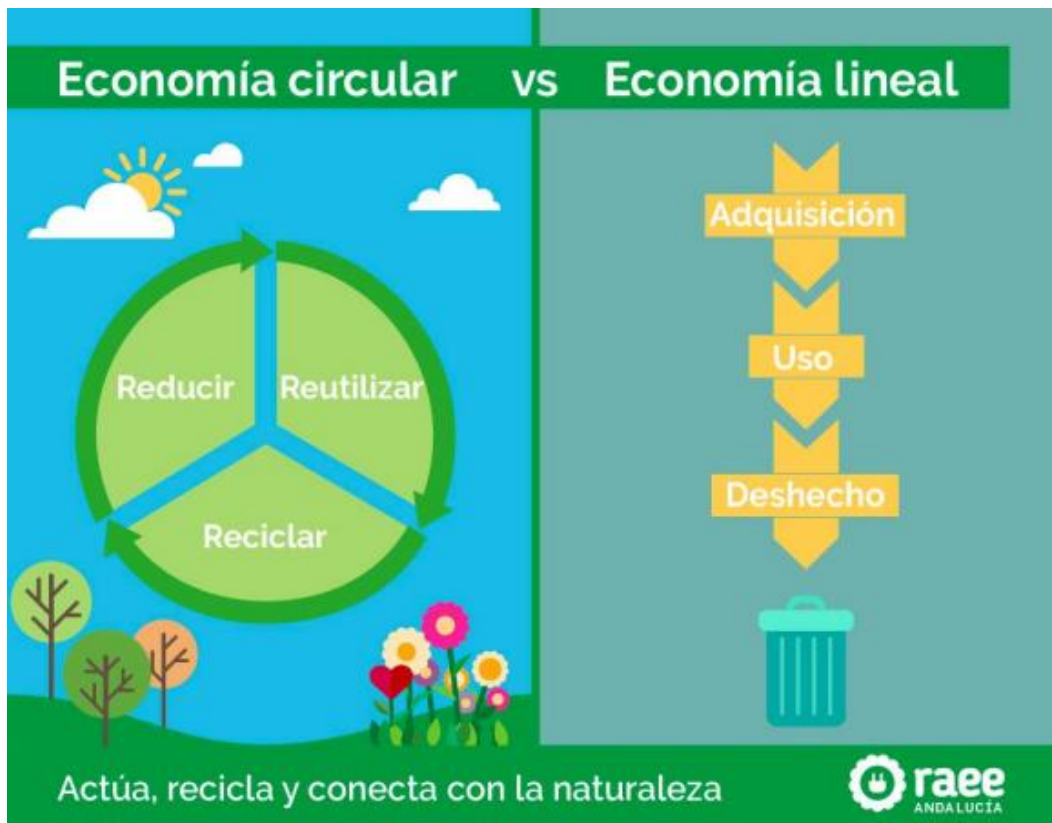 Economía circular vs Economía lineal
Reducir
Reutilizar
Reciclar
Adquisición
Uso
Deshecho
Actúa, recicla y conecta con la naturaleza
raee
ANDALUCÍA